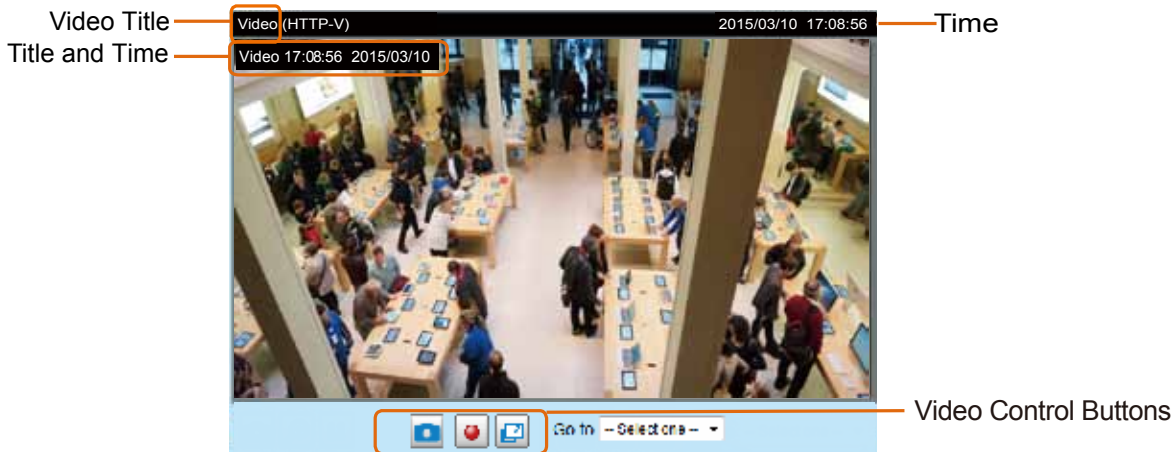 Video Title
Video (HTTP-V)
2015/03/10 17:08:56
Time
Title and Time
Video 17:08:56 2015/03/10
Go to
-- Select one --
Video Control Buttons